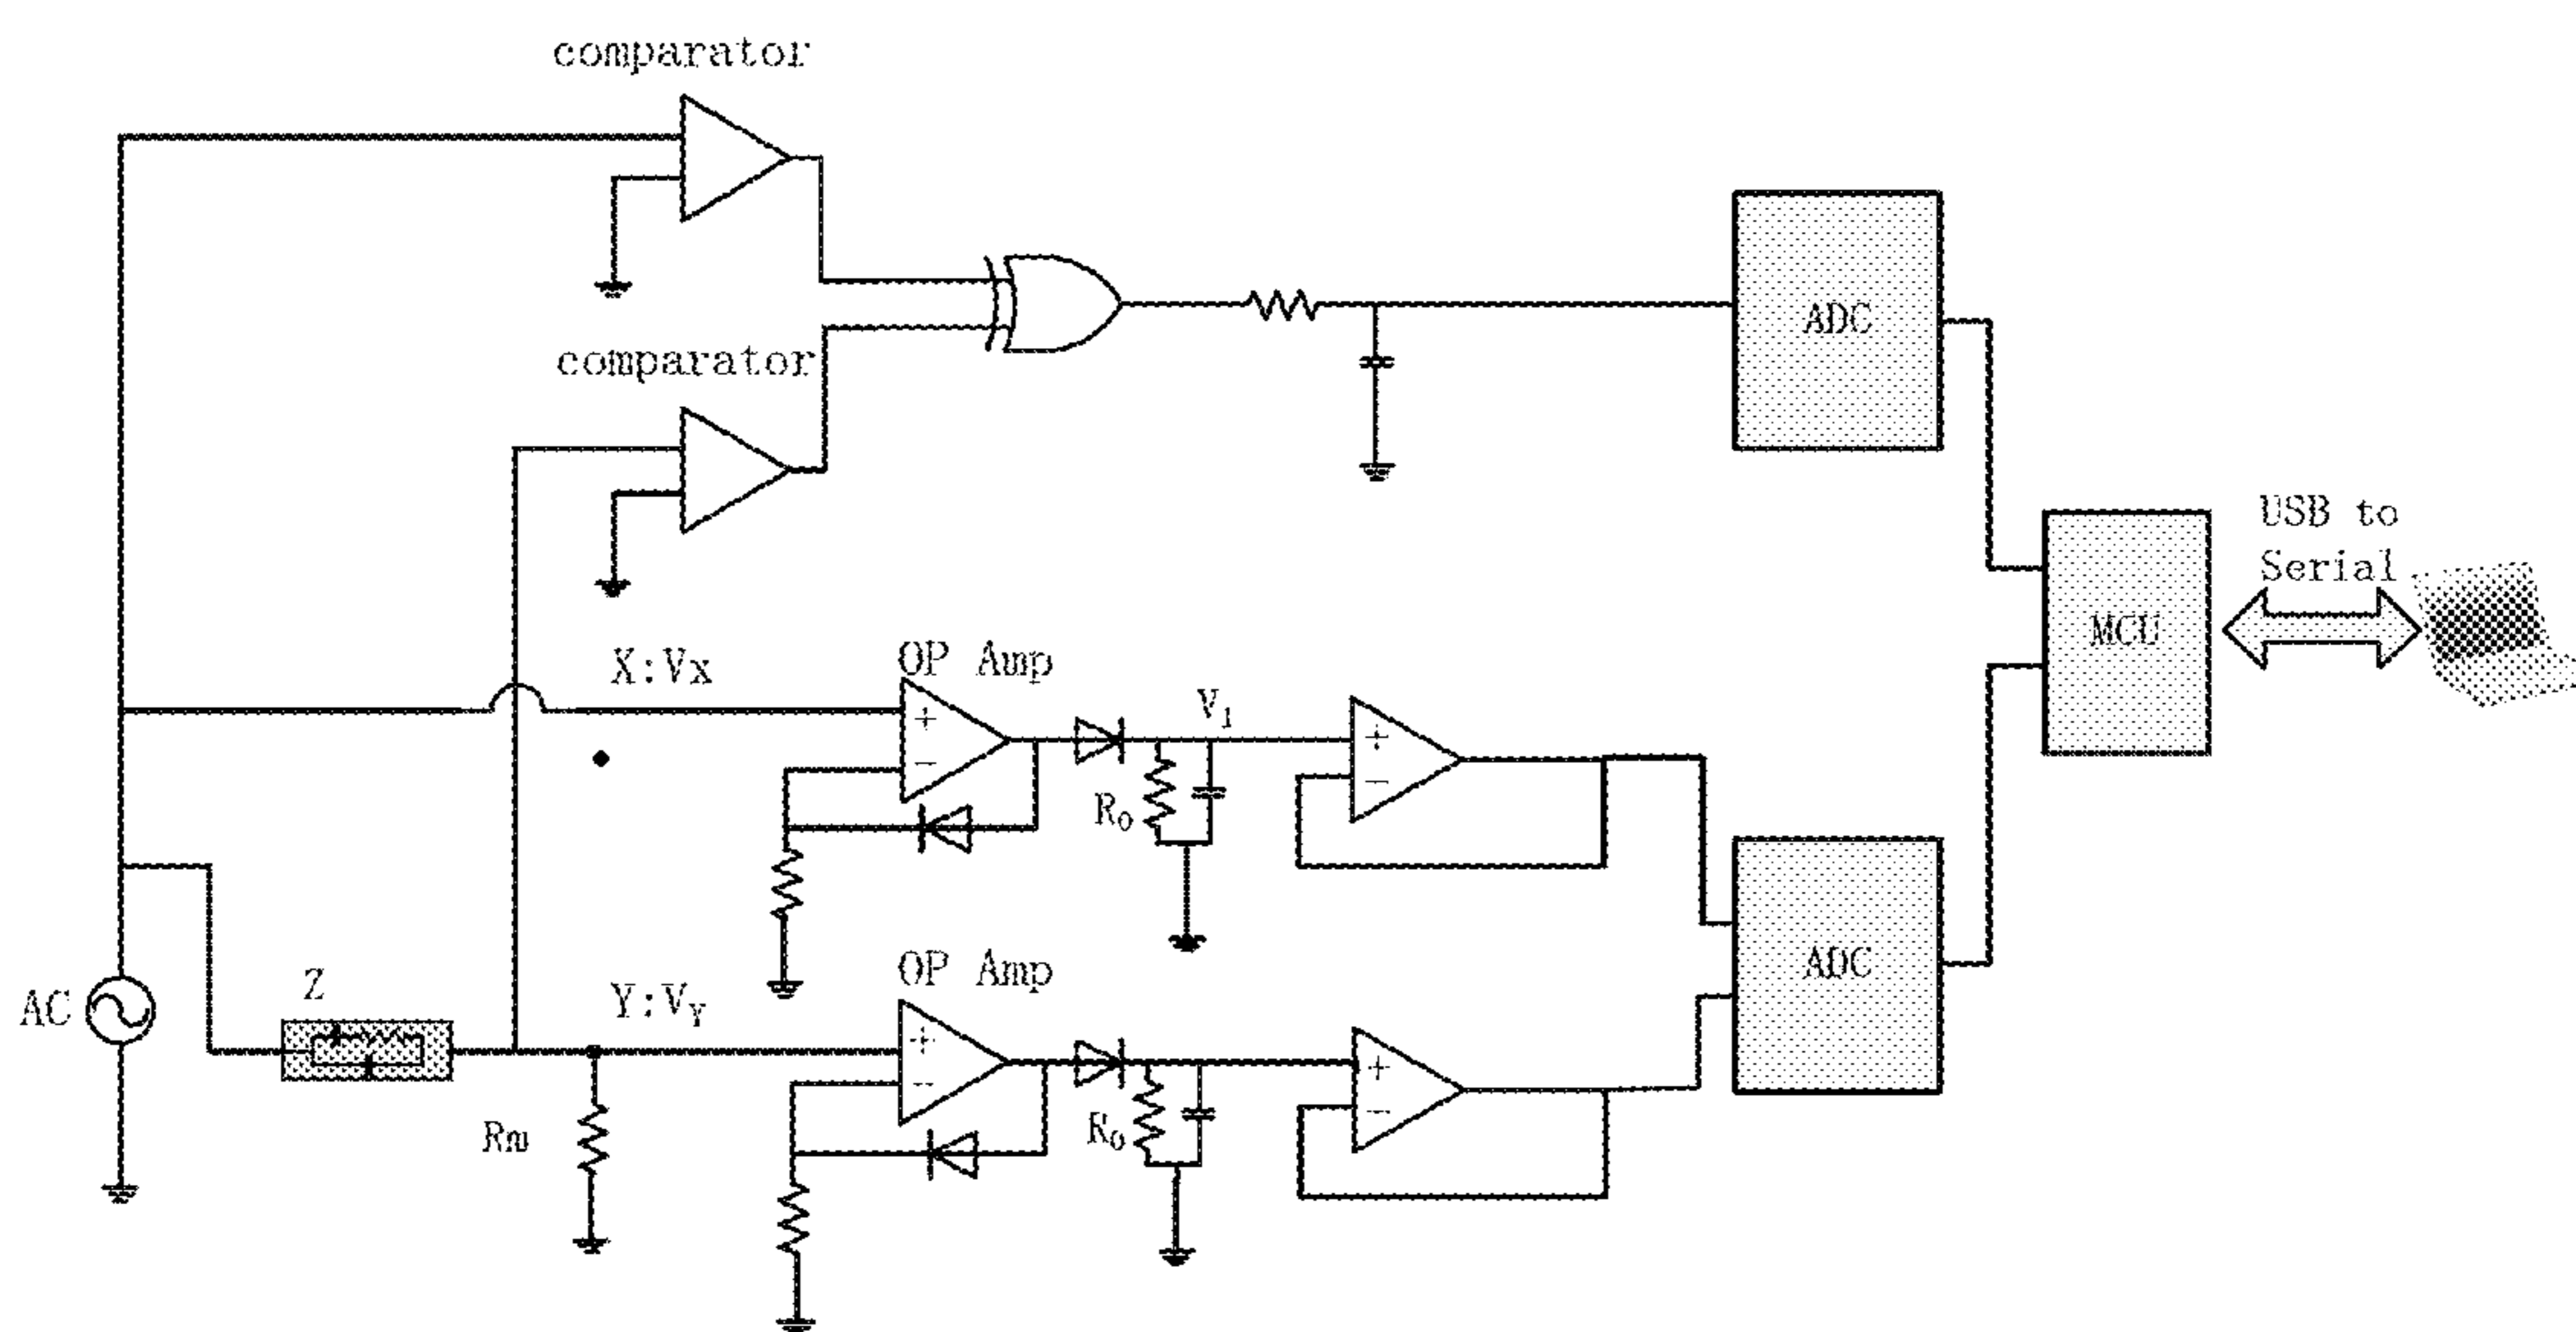 comparator
comparator
ADC
USB to
Serial
MCU
X:Vx
OP Amp
+
−
V1
+
−
R0
AC
Z
Y:VY
OP Amp
+
−
+
−
R0
Rm
ADC